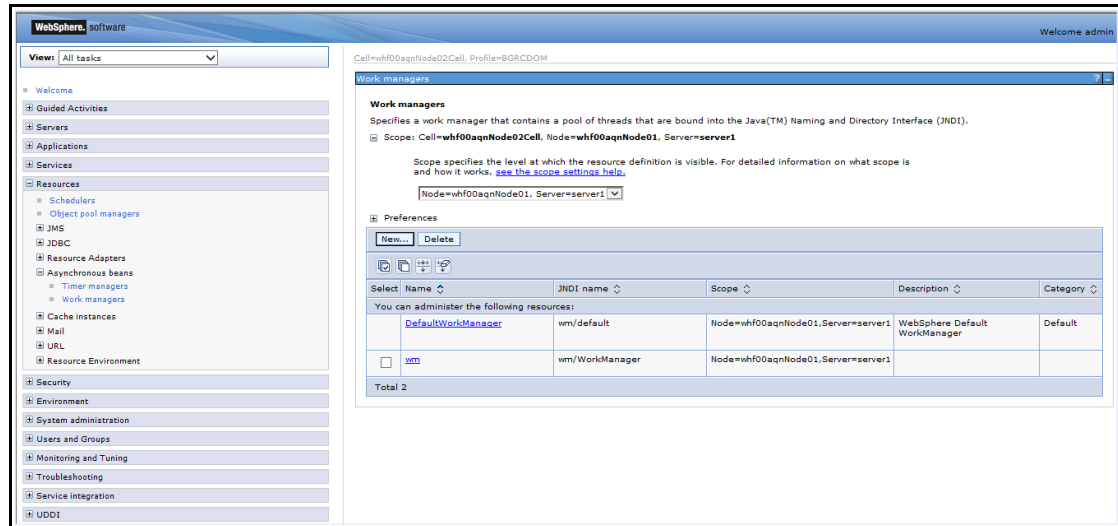 WebSphere. software
Welcome admin
View: All tasks
Cell=whf00aqnNode02Cell, Profile=BGRCDOM
Welcome
Guided Activities
Servers
Applications
Services
Resources
Schedulers
Object pool managers
JMS
JDBC
Resource Adapters
Asynchronous beans
Timer managers
Work managers
Cache instances
Mail
URL
Resource Environment
Security
Environment
System administration
Users and Groups
Monitoring and Tuning
Troubleshooting
Service integration
UDDI
Work managers
Work managers
Specifies a work manager that contains a pool of threads that are bound into the Java(TM) Naming and Directory Interface (JNDI).
Scope: Cell=whf00aqnNode02Cell, Node=whf00aqnNode01, Server=server1
Scope specifies the level at which the resource definition is visible. For detailed information on what scope is
and how it works, see the scope settings help.
Node=whf00aqnNode01, Server=server1
Preferences
New... Delete
Select Name JNDI name Scope Description Category
You can administer the following resources:
DefaultWorkManager wm/default Node=whf00aqnNode01,Server=server1 WebSphere Default Default
WorkManager
wm wm/WorkManager Node=whf00aqnNode01,Server=server1
Total 2